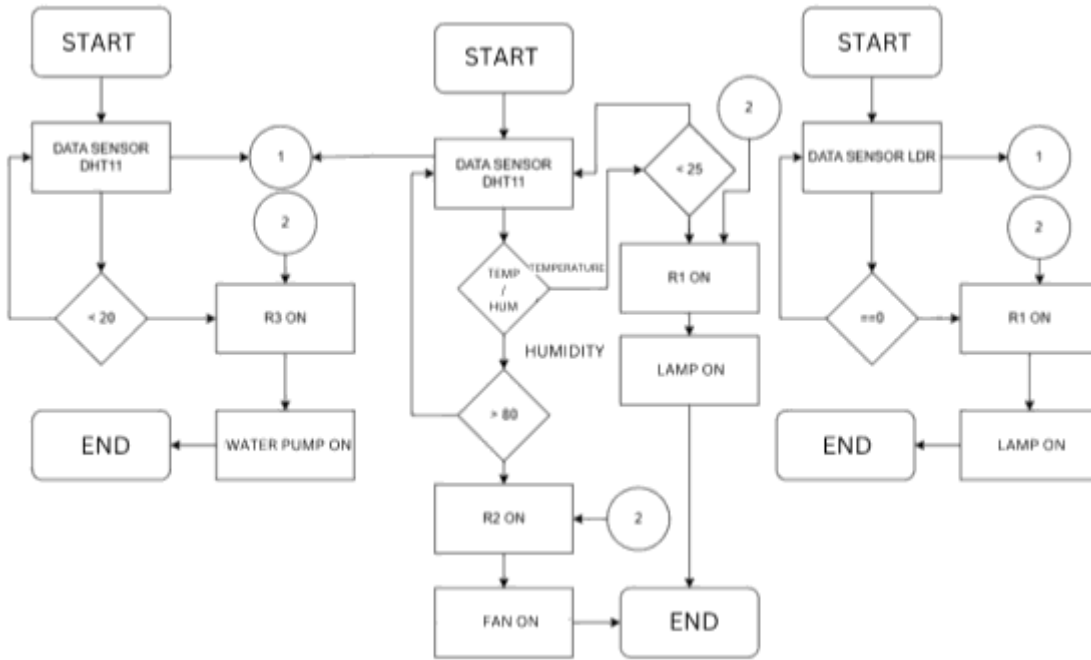 START
DATA SENSOR
DHT11
1
2
< 20
R3 ON
WATER PUMP ON
END
START
DATA SENSOR
DHT11
TEMP
/
HUM
TEMPERATURE
HUMIDITY
< 25
2
R1 ON
LAMP ON
> 80
R2 ON
2
FAN ON
END
START
DATA SENSOR LDR
1
2
==0
R1 ON
LAMP ON
END